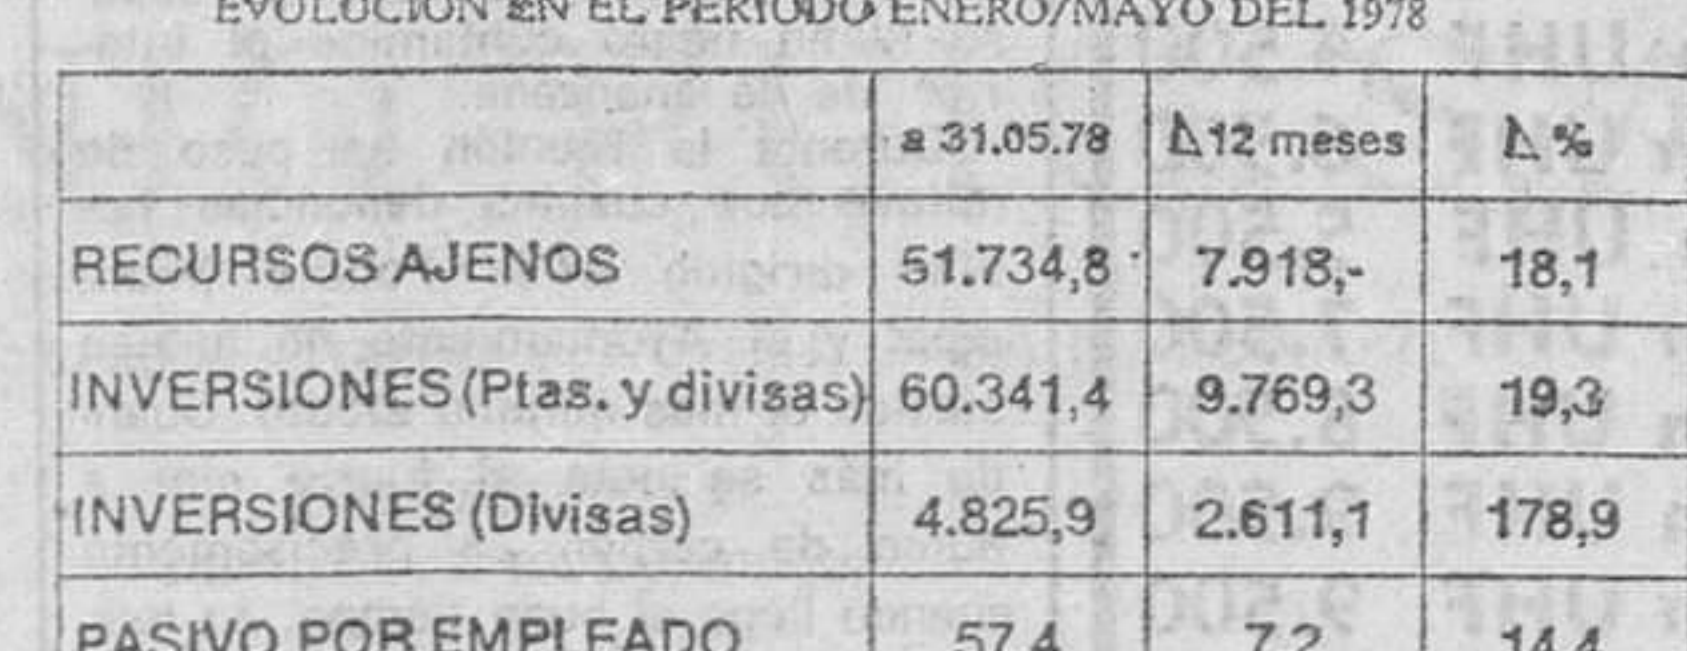 EVOLUCION EN EL PERIODO ENERO/MAYO DEL 1978
a 31.05.78 Δ12 meses Δ %
RECURSOS AJENOS 51.734,8 7.918,- 18,1
INVERSIONES (Ptas. y divisas) 60.341,4 9.769,3 19,3
INVERSIONES (Divisas) 4.825,9 2.611,1 178,9
PASIVO POR EMPLEADO 57,4 7,2 14,4